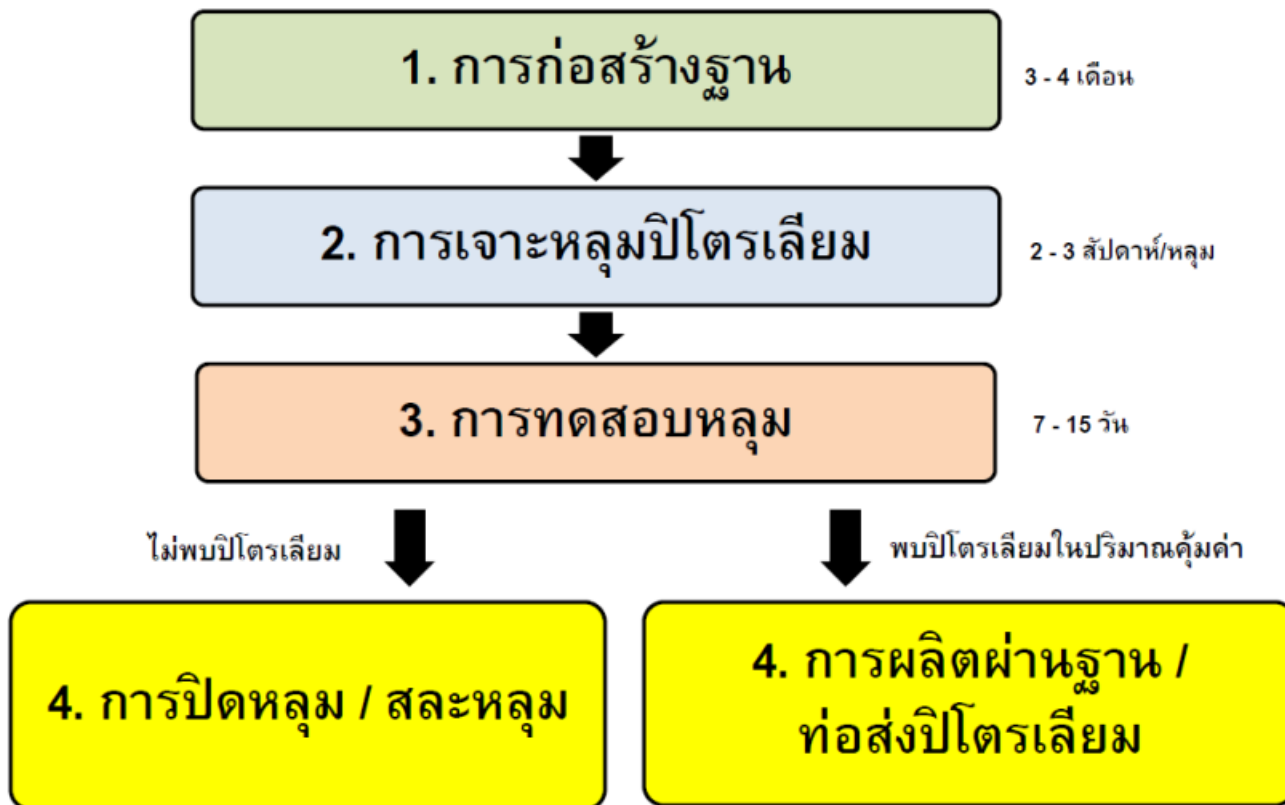 1. การก่อสร้างฐาน
3 - 4 เดือน
2. การเจาะหลุมปิโตรเลียม
2 - 3 สัปดาห์/หลุม
3. การทดสอบหลุม
7 - 15 วัน
ไม่พบปิโตรเลียม
พบปิโตรเลียมในปริมาณคุ้มค่า
4. การปิดหลุม / สละหลุม
4. การผลิตผ่านฐาน /
ท่อส่งปิโตรเลียม